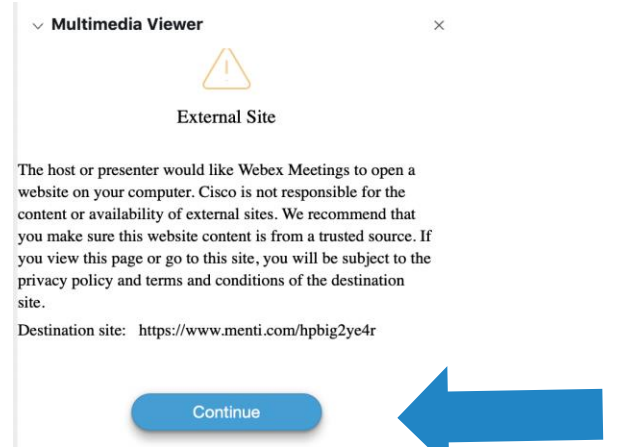 Multimedia Viewer
External Site
The host or presenter would like Webex Meetings to open a
website on your computer. Cisco is not responsible for the
content or availability of external sites. We recommend that
you make sure this website content is from a trusted source. If
you view this page or go to this site, you will be subject to the
privacy policy and terms and conditions of the destination
site.
Destination site: https://www.menti.com/hpbig2ye4r
Continue